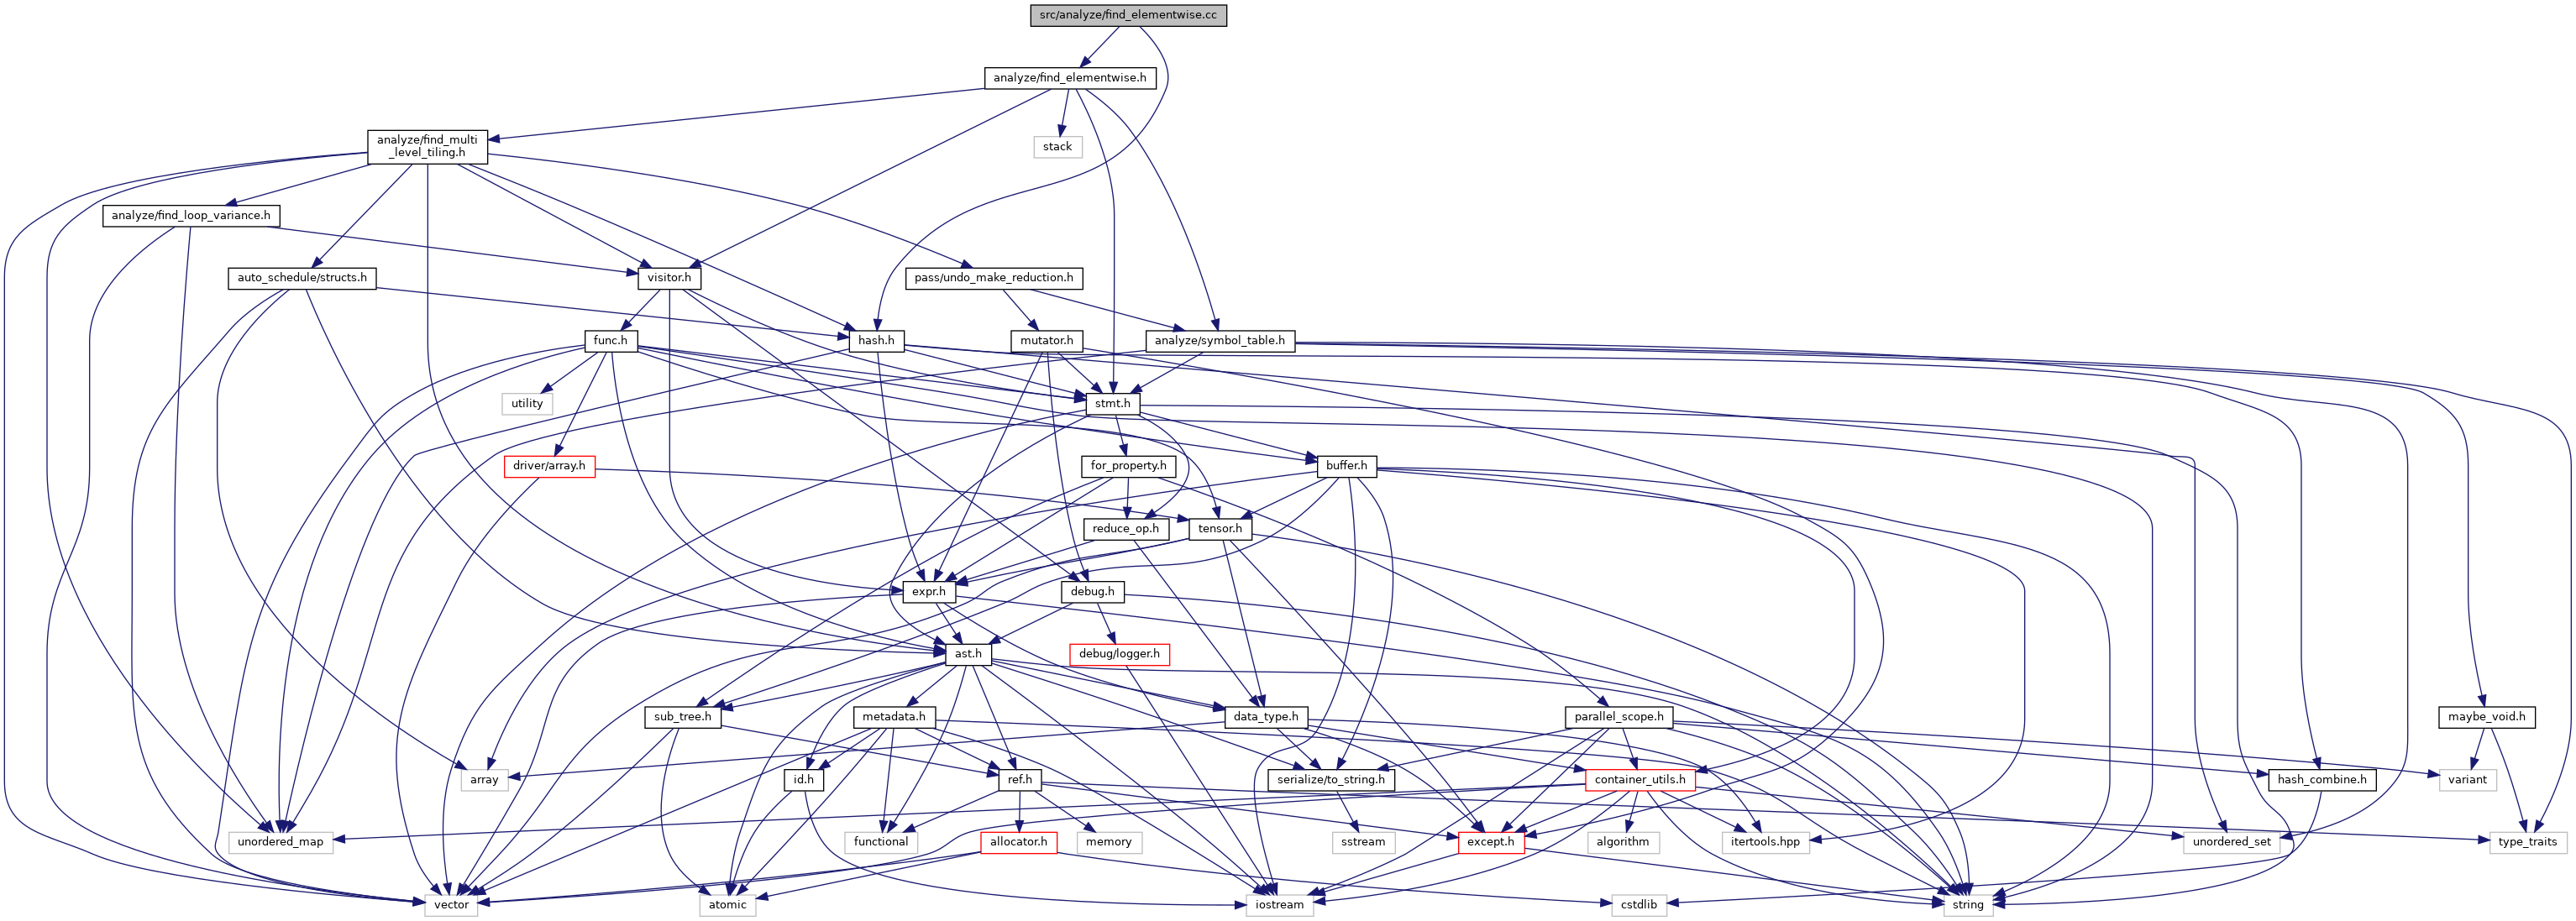 src/analyze/find_elementwise.cc
analyze/find_elementwise.h
analyze/find_multi
_level_tiling.h
stack
analyze/find_loop_variance.h
auto_schedule/structs.h
visitor.h
pass/undo_make_reduction.h
func.h
hash.h
mutator.h
analyze/symbol_table.h
utility
stmt.h
driver/array.h
for_property.h
buffer.h
reduce_op.h
tensor.h
expr.h
debug.h
ast.h
debug/logger.h
sub_tree.h
metadata.h
data_type.h
parallel_scope.h
maybe_void.h
array
id.h
ref.h
serialize/to_string.h
container_utils.h
hash_combine.h
variant
unordered_map
functional
allocator.h
memory
sstream
except.h
algorithm
itertools.hpp
unordered_set
type_traits
vector
atomic
iostream
cstdlib
string